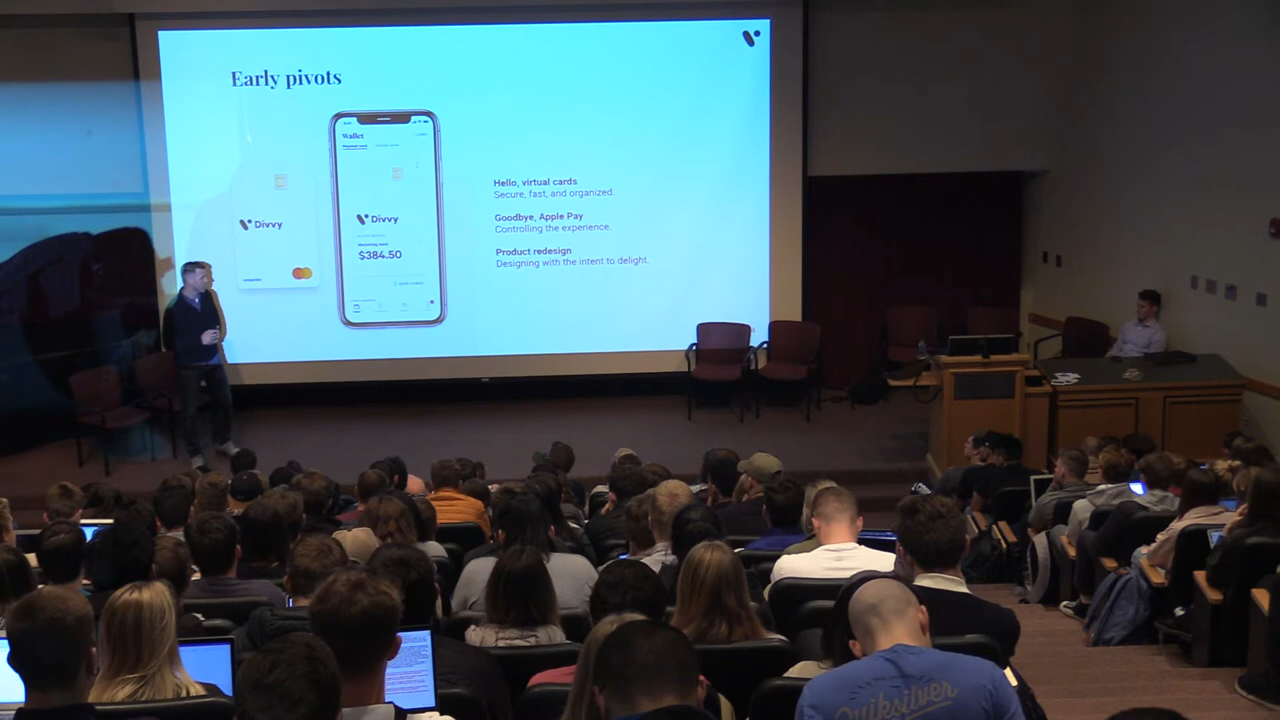 Early pivots
Wallet
Divvy
Divvy
$384.50
Hello, virtual cards
Secure, fast, and organized.
Goodbye, Apple Pay
Controlling the experience.
Product redesign
Designing with the intent to delight.
Quiksilver